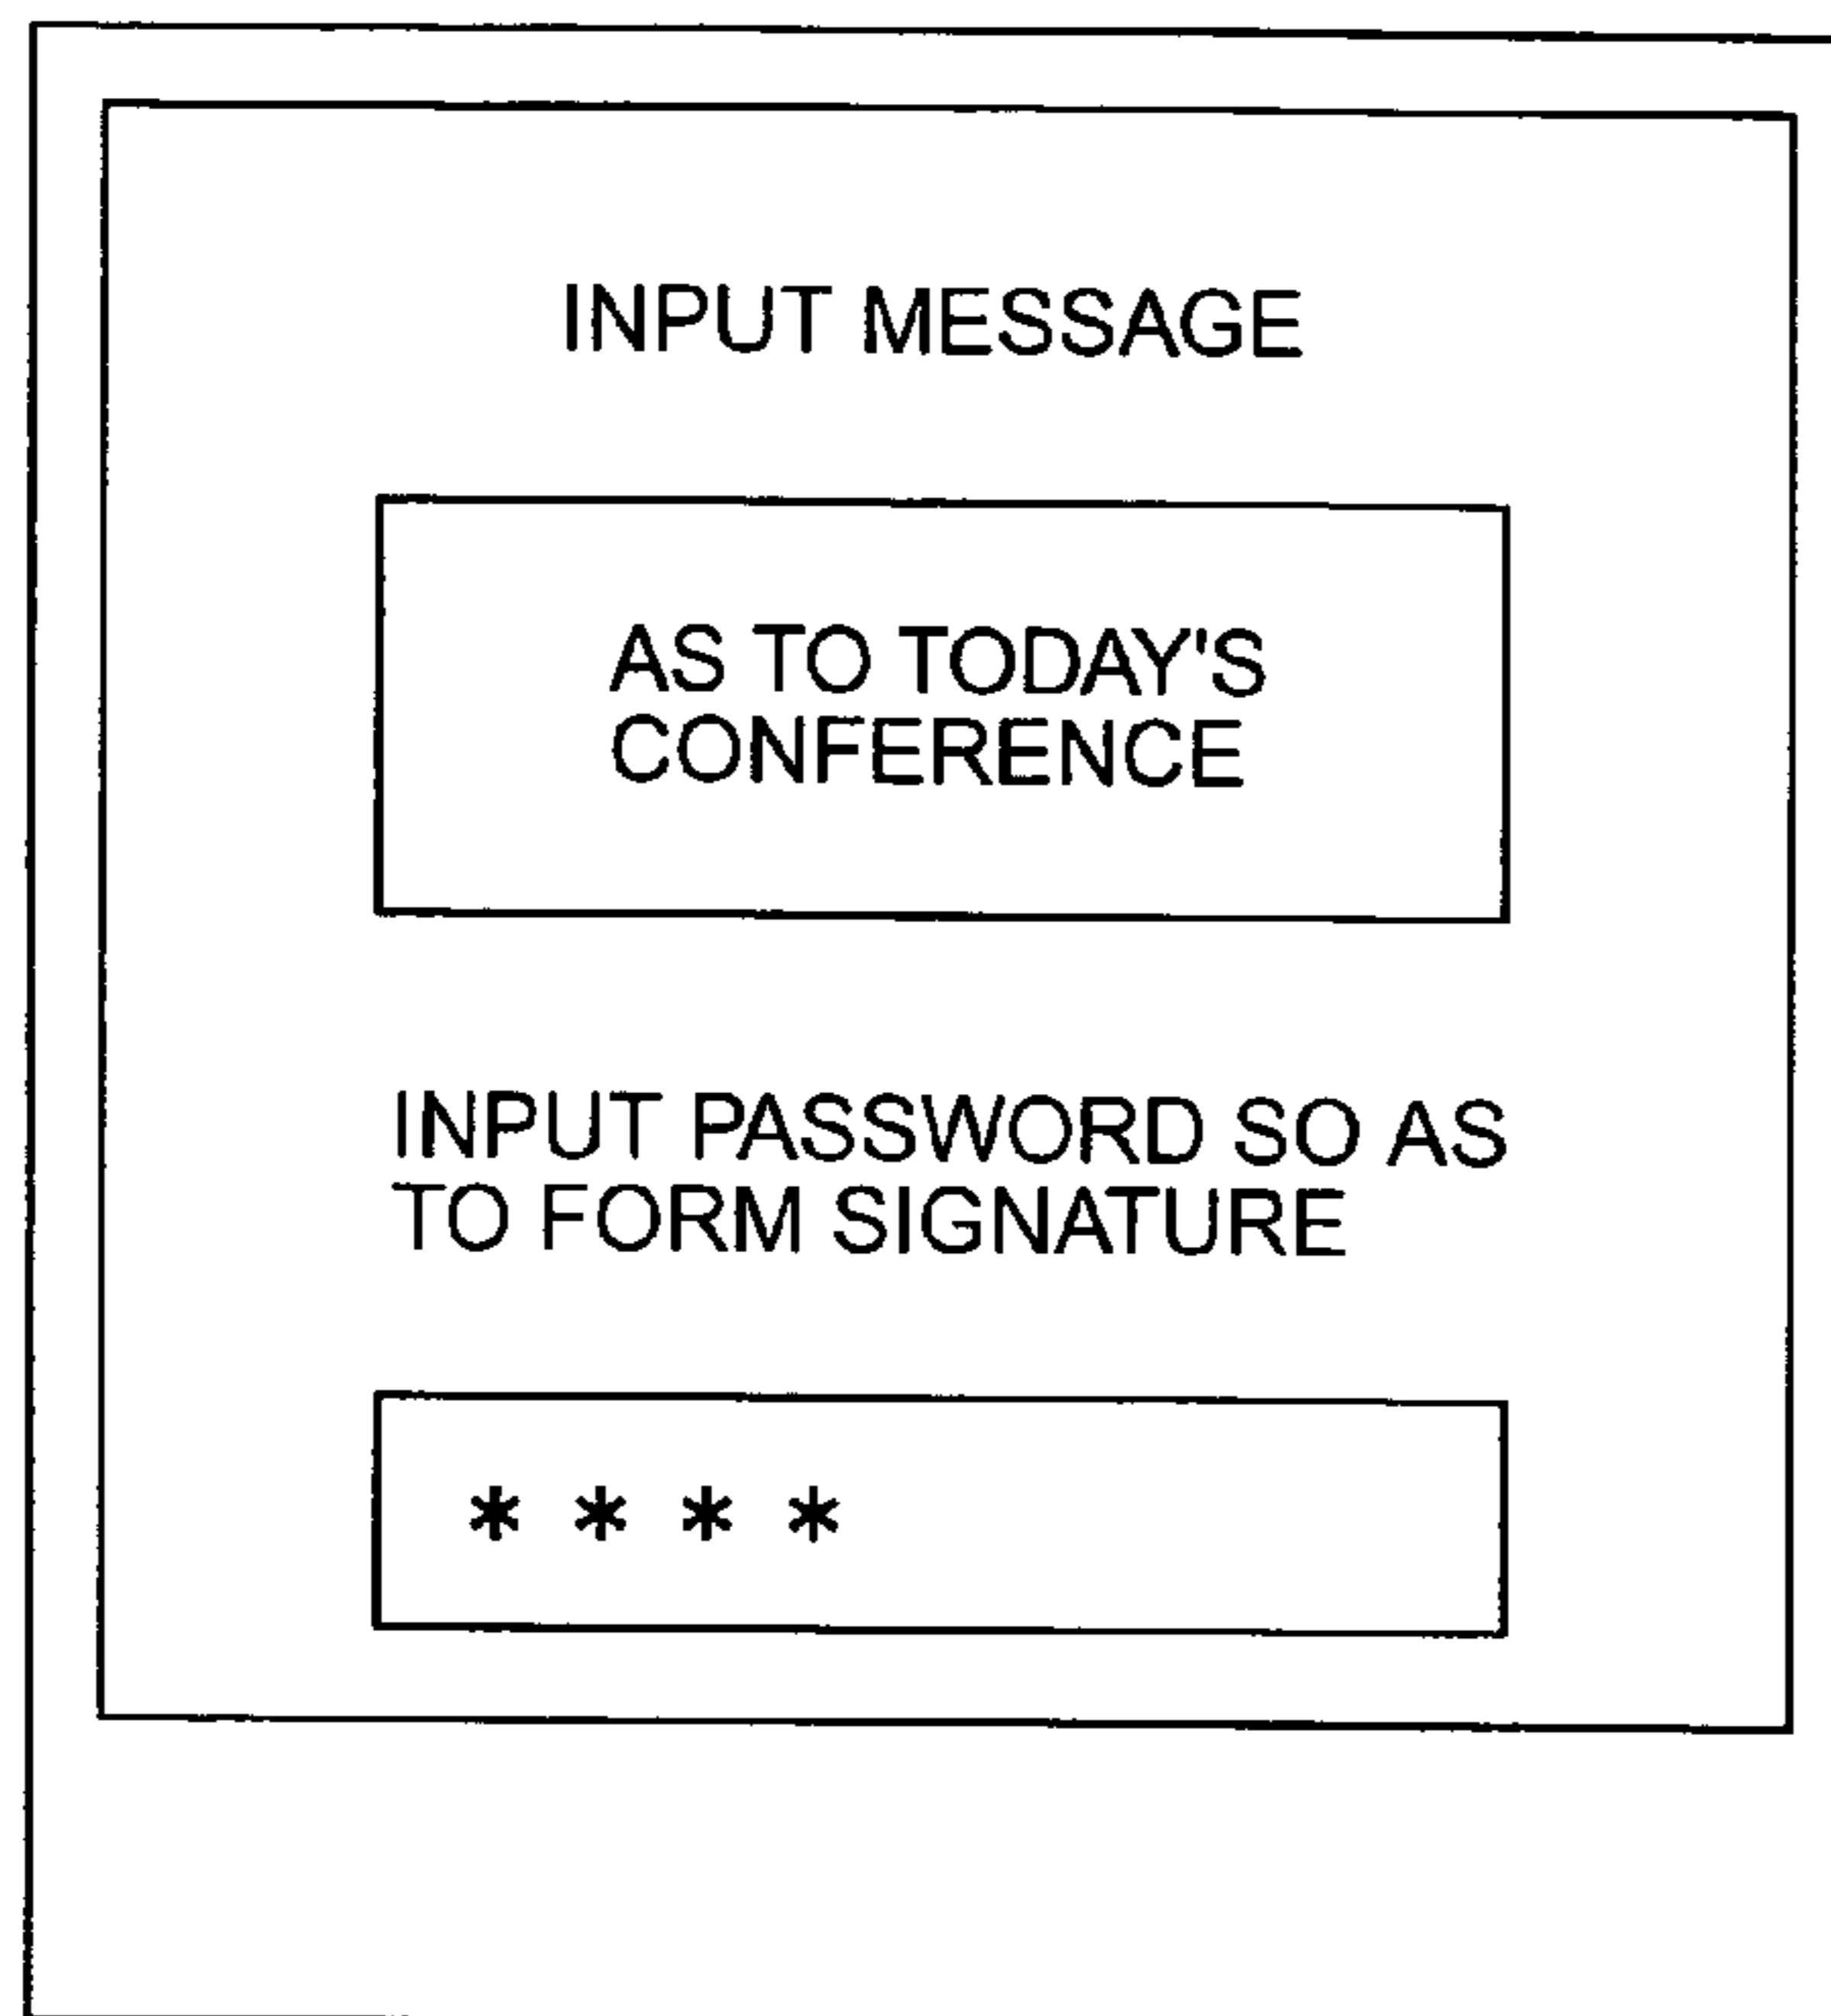 INPUT MESSAGE
AS TO TODAY'S
CONFERENCE
INPUT PASSWORD SO AS
TO FORM SIGNATURE
* * * *